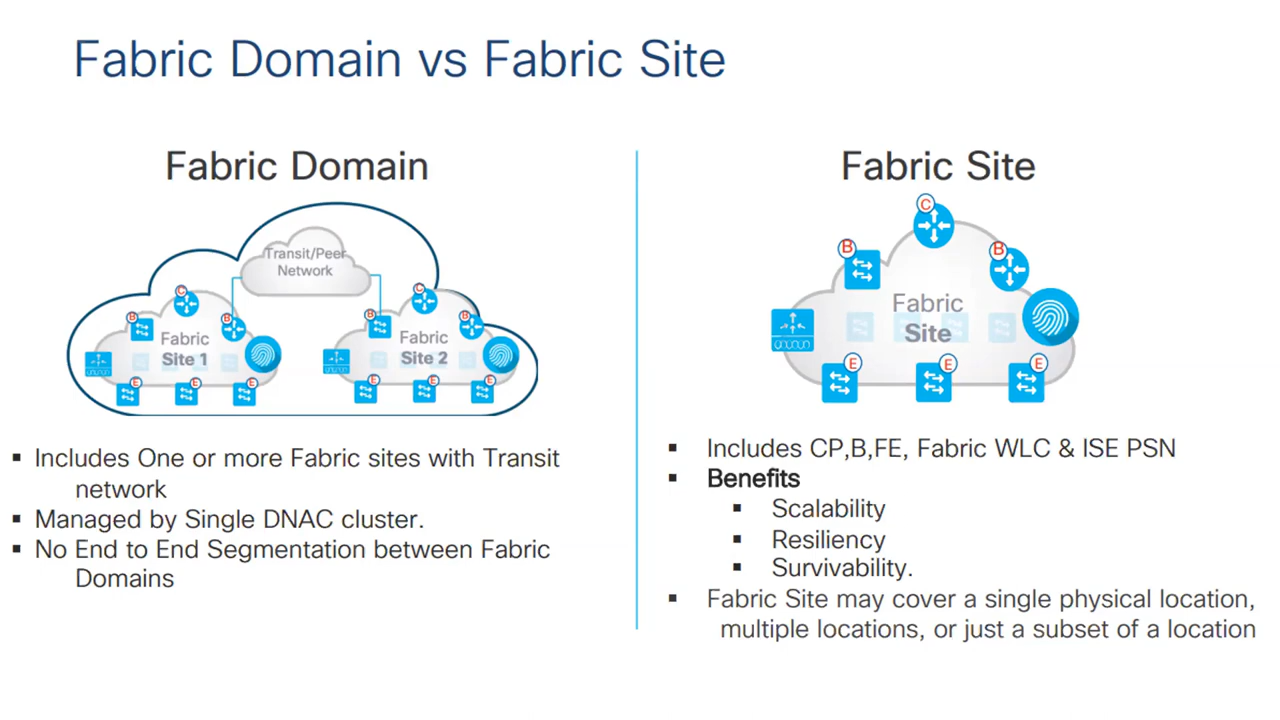 Fabric Domain vs Fabric Site
Fabric Domain
Transit/Peer
Network
C
B
B
Fabric
Site 1
E
E
E
C
B
B
Fabric
Site 2
E
E
E
▪ Includes One or more Fabric sites with Transit
network
▪ Managed by Single DNAC cluster.
▪ No End to End Segmentation between Fabric
Domains
Fabric Site
C
B
B
Fabric
Site
E
E
E
▪ Includes CP,B,FE, Fabric WLC & ISE PSN
▪ Benefits
▪ Scalability
▪ Resiliency
▪ Survivability.
▪ Fabric Site may cover a single physical location,
multiple locations, or just a subset of a location